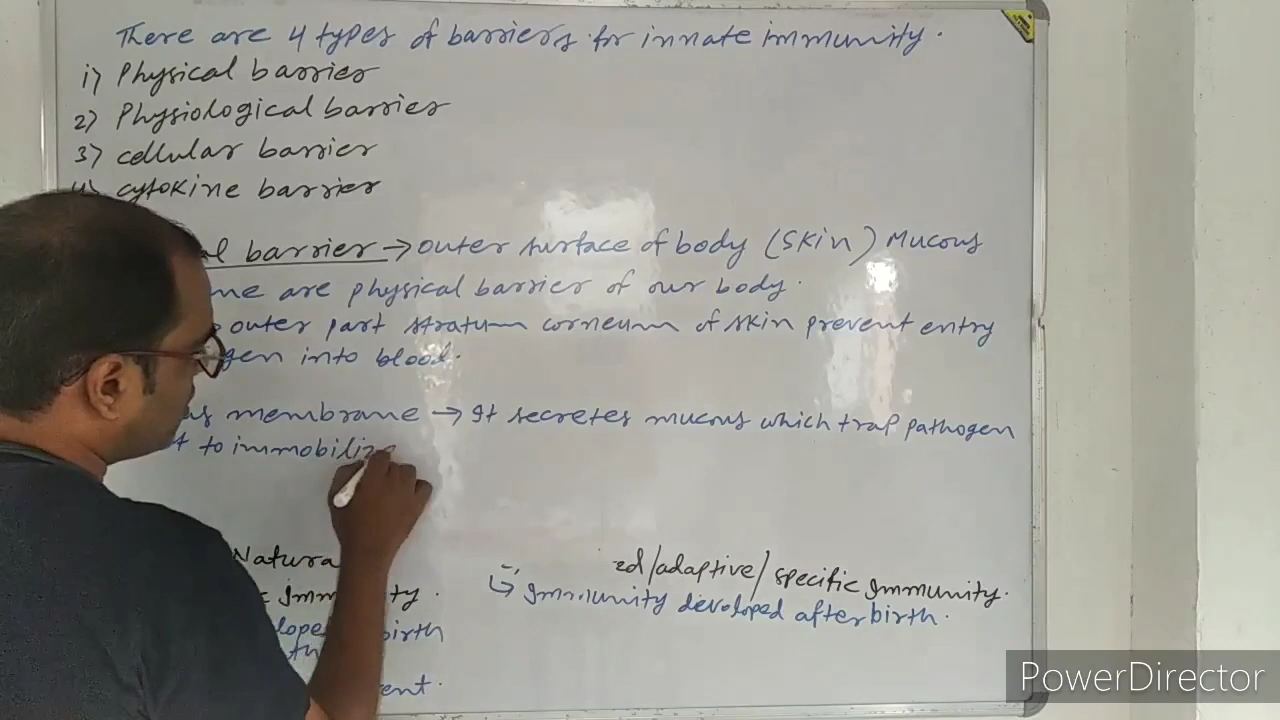 There are 4 types of barriers for innate immunity.
1) Physical barrier
2) Physiological barrier
3) cellular barrier
cytokine barrier
barrier → outer surface of body (skin) Mucous
are physical barrier of our body.
outer part stratum corneum of skin prevent entry
into blood.
membrane → It secretes mucous which trap pathogen
to immobilize
/adaptive/specific immunity.
↳ Immunity developed after birth.
birth
PowerDirector